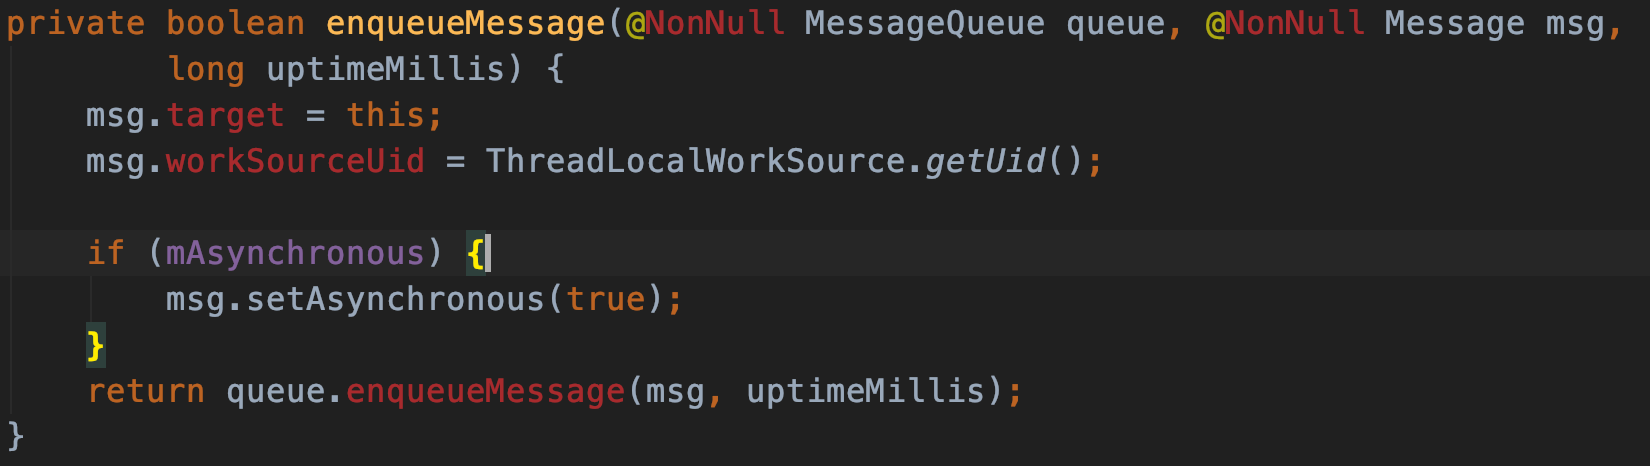 private boolean enqueueMessage(@NonNull MessageQueue queue, @NonNull Message msg,
        long uptimeMillis) {
    msg.target = this;
    msg.workSourceUid = ThreadLocalWorkSource.getUid();

    if (mAsynchronous) {
        msg.setAsynchronous(true);
    }
    return queue.enqueueMessage(msg, uptimeMillis);
}